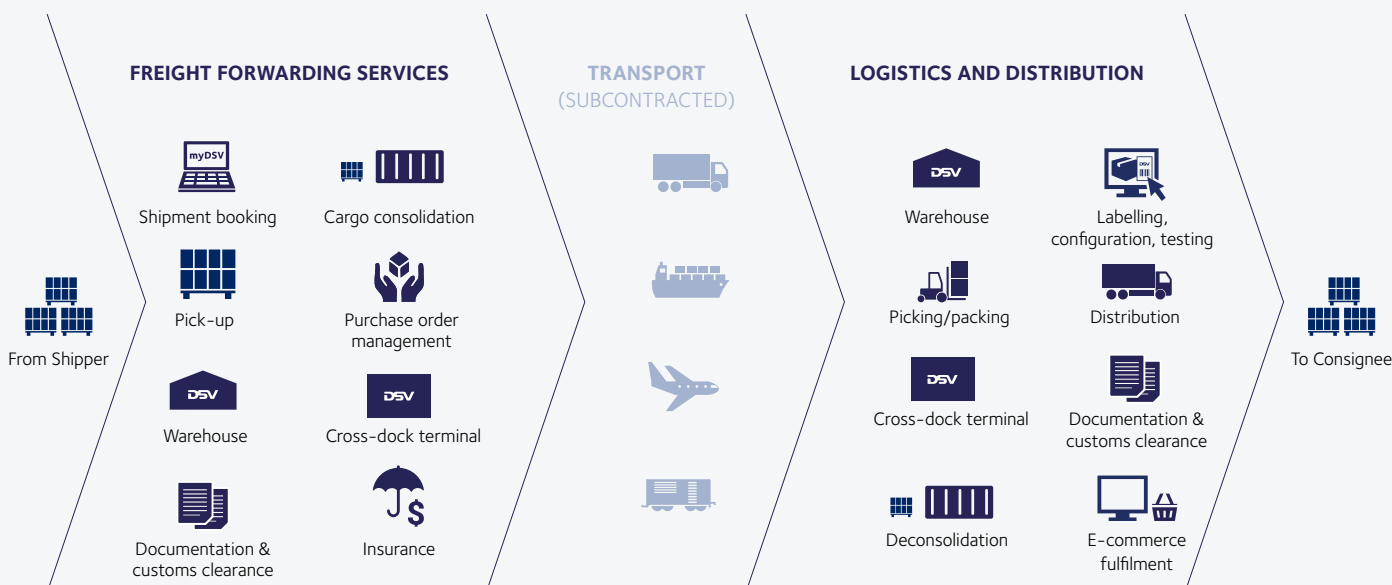 FREIGHT FORWARDING SERVICES
TRANSPORT
(SUBCONTRACTED)
LOGISTICS AND DISTRIBUTION
From Shipper
myDSV
Shipment booking
Cargo consolidation
Pick-up
Purchase order
management
DSV
Warehouse
DSV
Cross-dock terminal
Documentation &
customs clearance
$
Insurance
DSV
Warehouse
DSV
Labelling,
configuration, testing
Picking/packing
Distribution
DSV
Cross-dock terminal
Documentation &
customs clearance
Deconsolidation
E-commerce
fulfilment
To Consignee